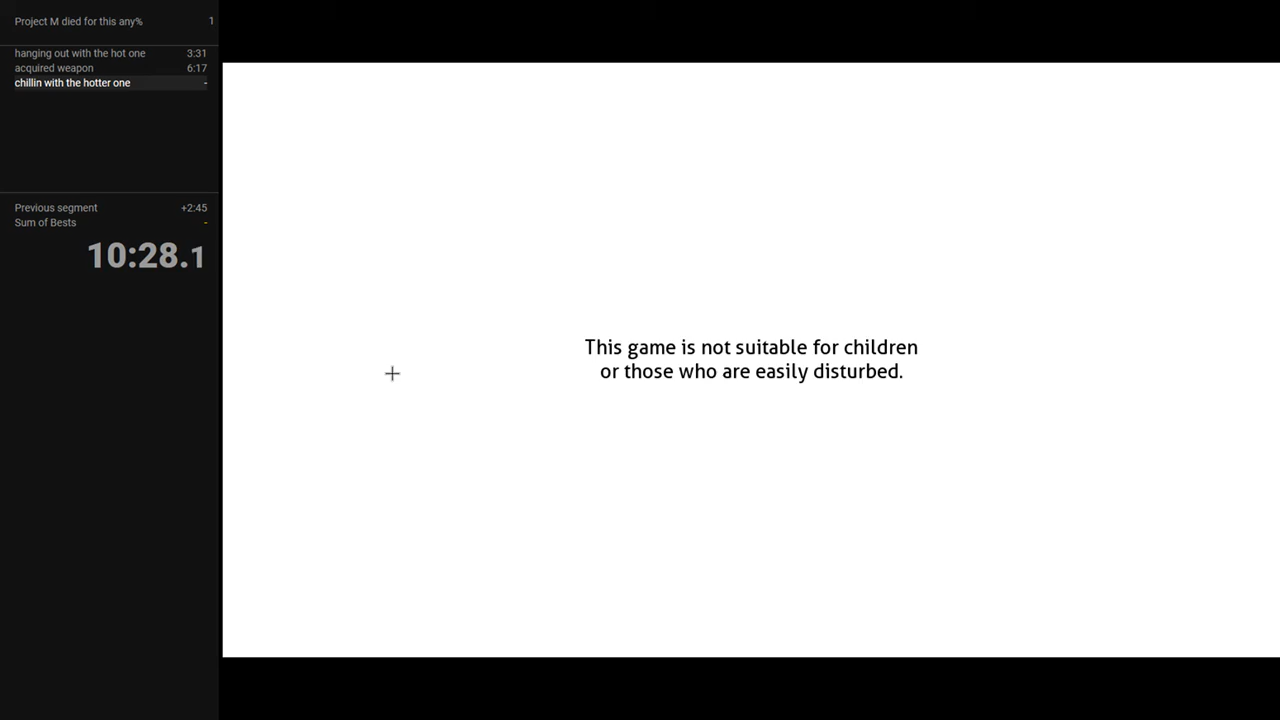 Project M died for this any% 1
hanging out with the hot one 3:31
acquired weapon 6:17
chillin with the hotter one -
Previous segment +2:45
Sum of Bests -
10:28.1
This game is not suitable for children
or those who are easily disturbed.